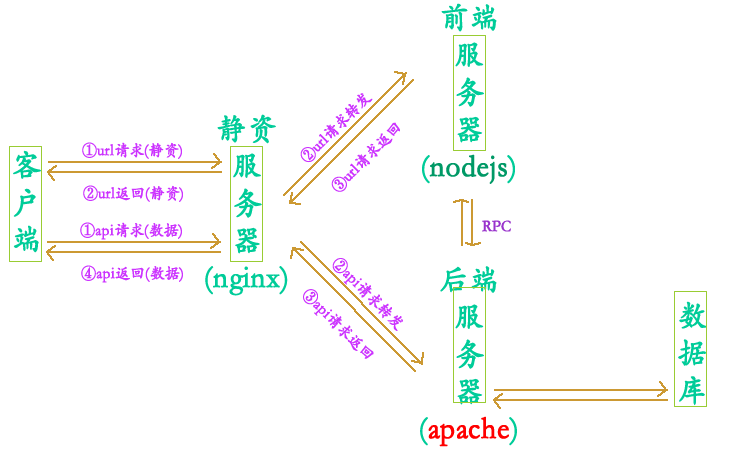 前端
服务器
(nodejs)
静资
服务器
(nginx)
客户端
①url请求(静资)
②url返回(静资)
①api请求(数据)
④api返回(数据)
②url请求转发
③url请求返回
②api请求转发
③api请求返回
RPC
后端
服务器
(apache)
数据库